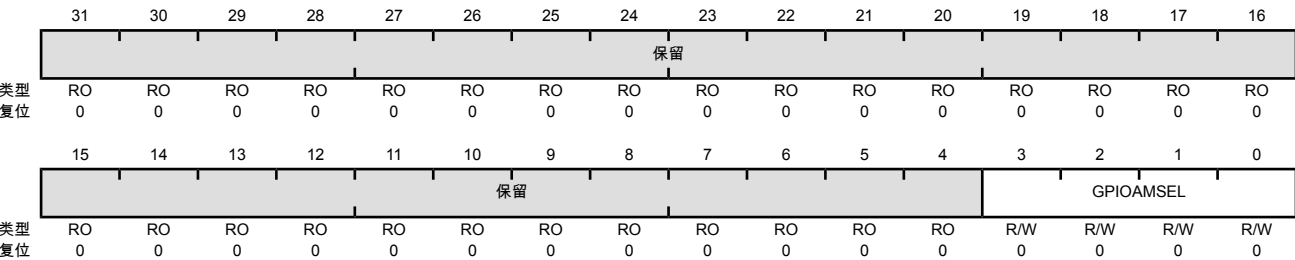 31 30 29 28 27 26 25 24 23 22 21 20 19 18 17 16
保留
类型 RO RO RO RO RO RO RO RO RO RO RO RO RO RO RO RO
复位 0 0 0 0 0 0 0 0 0 0 0 0 0 0 0 0
15 14 13 12 11 10 9 8 7 6 5 4 3 2 1 0
保留 GPIOAMSEL
类型 RO RO RO RO RO RO RO RO RO RO RO RO R/W R/W R/W R/W
复位 0 0 0 0 0 0 0 0 0 0 0 0 0 0 0 0